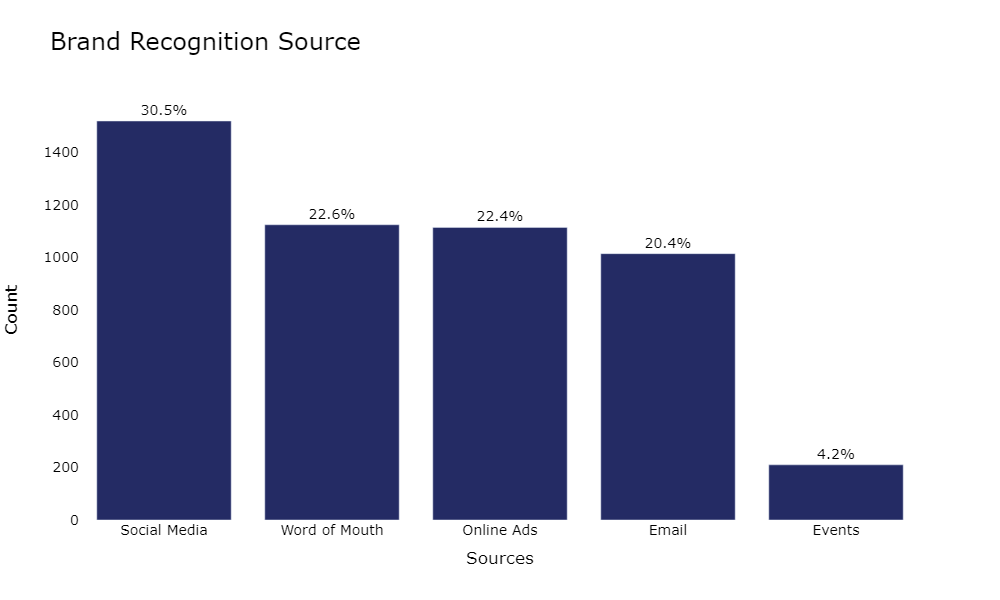 Brand Recognition Source
30.5%
22.6%
22.4%
20.4%
4.2%
Count
1400
1200
1000
800
600
400
200
0
Social Media
Word of Mouth
Online Ads
Email
Events
Sources